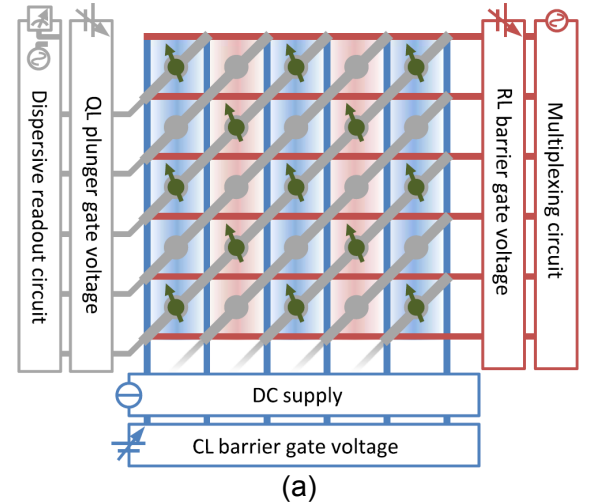 Dispersive readout circuit
QL plunger gate voltage
RL barrier gate voltage
Multiplexing circuit
DC supply
CL barrier gate voltage
(a)